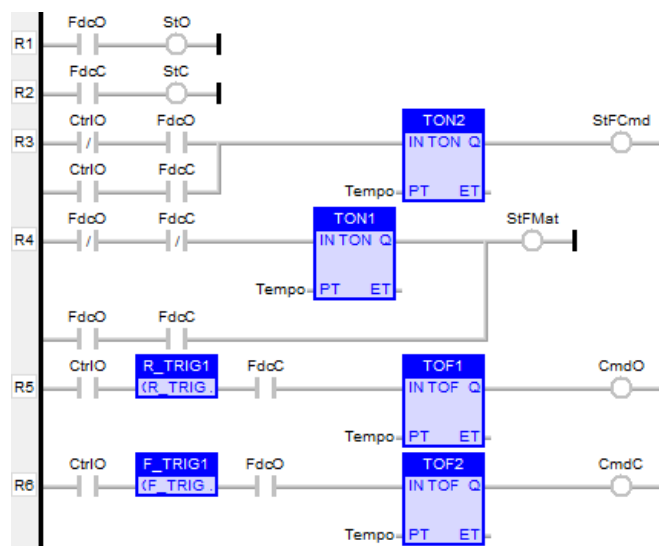 FdcO StO
R1
FdcC StC
R2
CtrlO FdcO TON2 StFCmd
R3 / IN TON Q
CtrlO FdcC
Tempo PT ET
FdcO FdcC TON1 StFMat
R4 / / IN TON Q
Tempo PT ET
FdcO FdcC
CtrlO R_TRIG1 FdcC TOF1 CmdO
R5 (R_TRIG. IN TOF Q
Tempo PT ET
CtrlO F_TRIG1 FdcO TOF2 CmdC
R6 (F_TRIG. IN TOF Q
Tempo PT ET